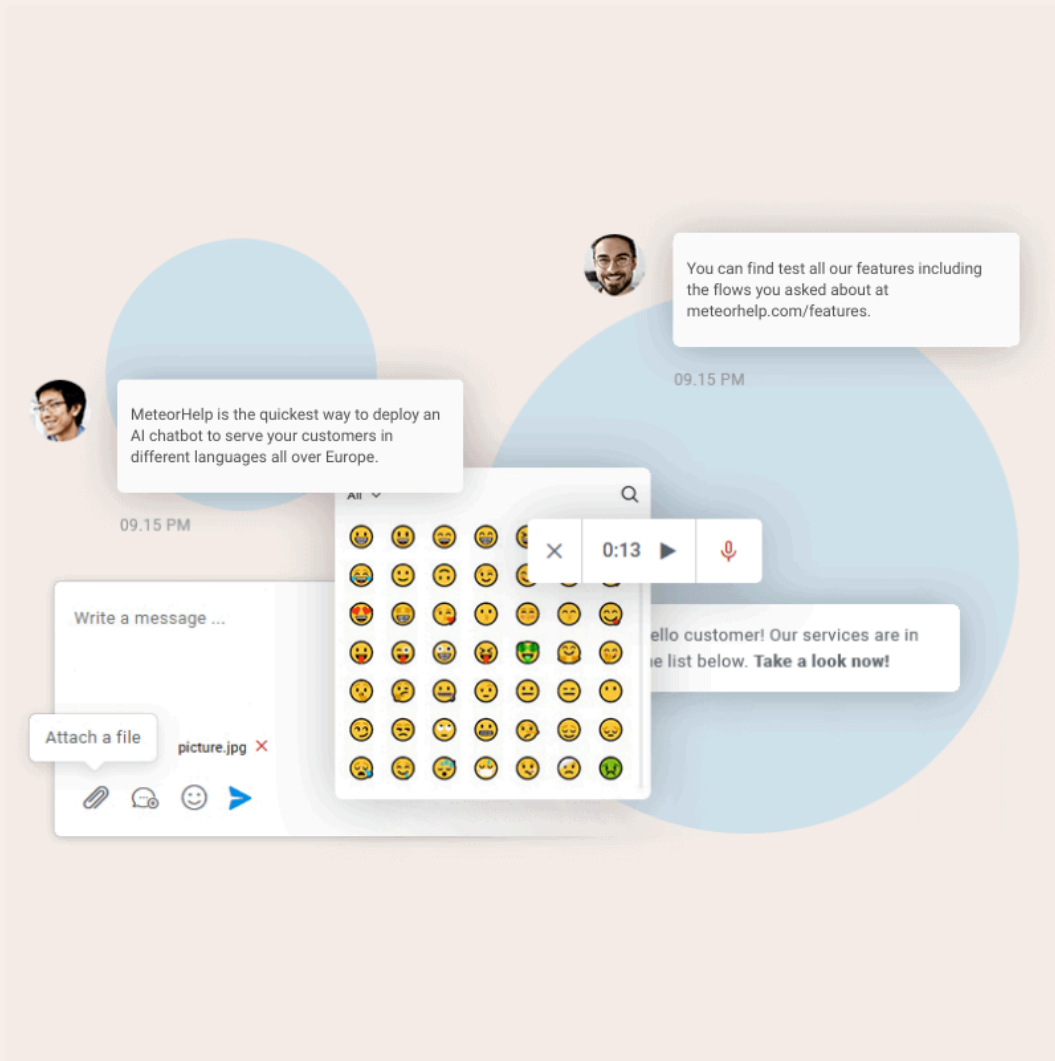 You can find test all our features including
the flows you asked about at
meteorhelp.com/features.
09.15 PM
MeteorHelp is the quickest way to deploy an
AI chatbot to serve your customers in
different languages all over Europe.
09.15 PM
All
0:13
Write a message ...
ello customer! Our services are in
e list below. Take a look now!
Attach a file
picture.jpg